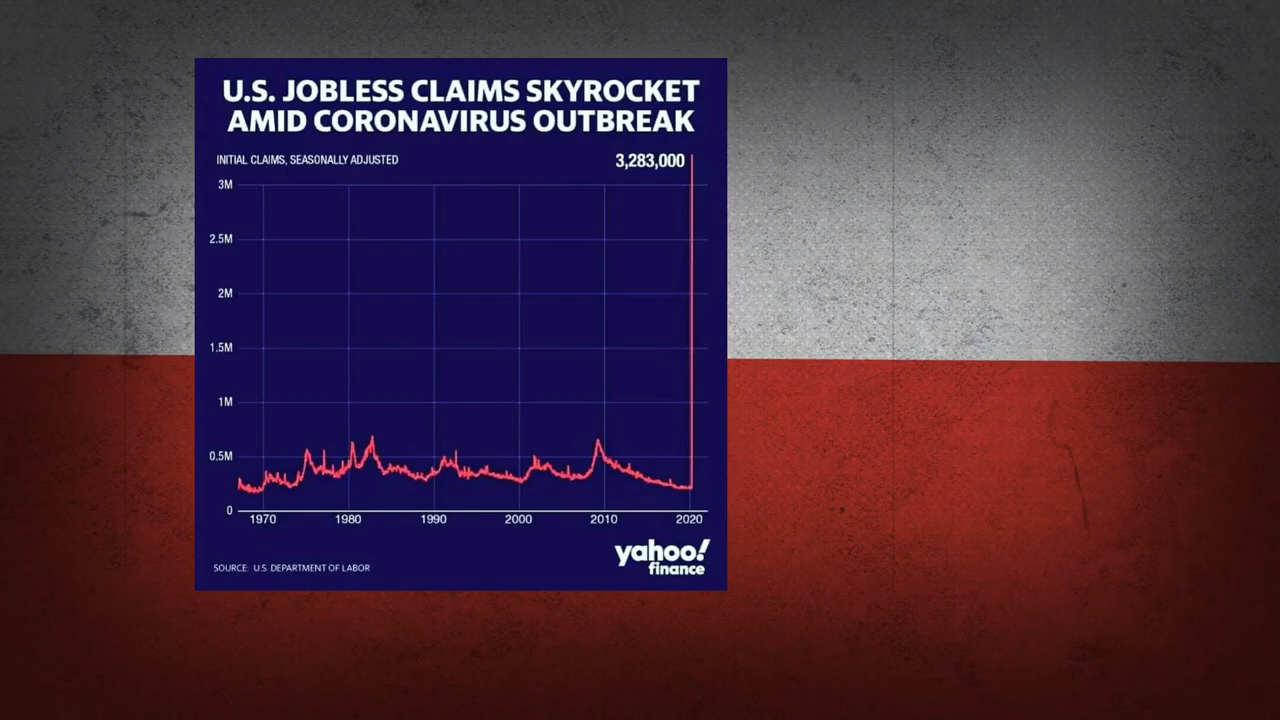 U.S. JOBLESS CLAIMS SKYROCKET
AMID CORONAVIRUS OUTBREAK
INITIAL CLAIMS, SEASONALLY ADJUSTED
3,283,000
3M
2.5M
2M
1.5M
1M
0.5M
0
1970 1980 1990 2000 2010 2020
SOURCE: U.S. DEPARTMENT OF LABOR
yahoo!
finance